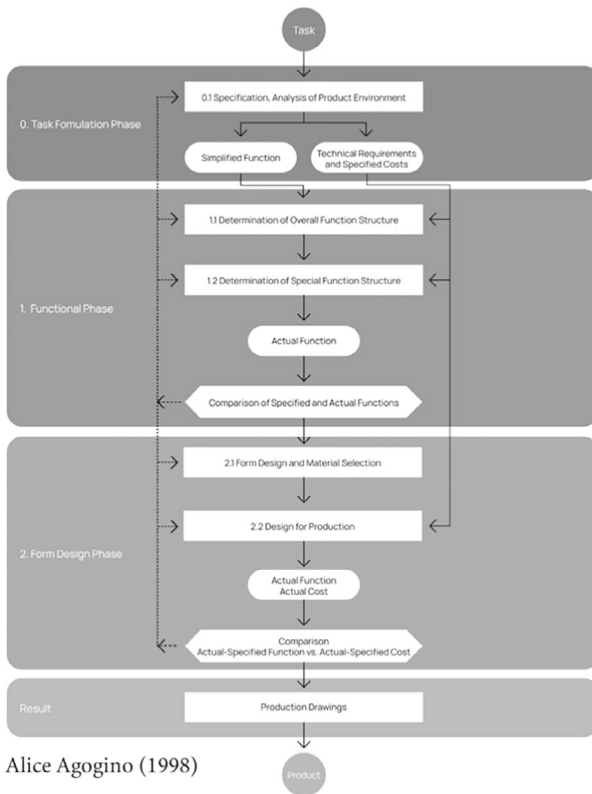 Task
0. Task Fomulation Phase
0.1 Specification, Analysis of Product Environment
Simplified Function
Technical Requirements
and Specified Costs
1. Functional Phase
1.1 Determination of Overall Function Structure
1.2 Determination of Special Function Structure
Actual Function
Comparison of Specified and Actual Functions
2. Form Design Phase
2.1 Form Design and Material Selection
2.2 Design for Production
Actual Function
Actual Cost
Comparison
Actual-Specified Function vs. Actual-Specified Cost
Result
Production Drawings
Alice Agogino (1998)
Product